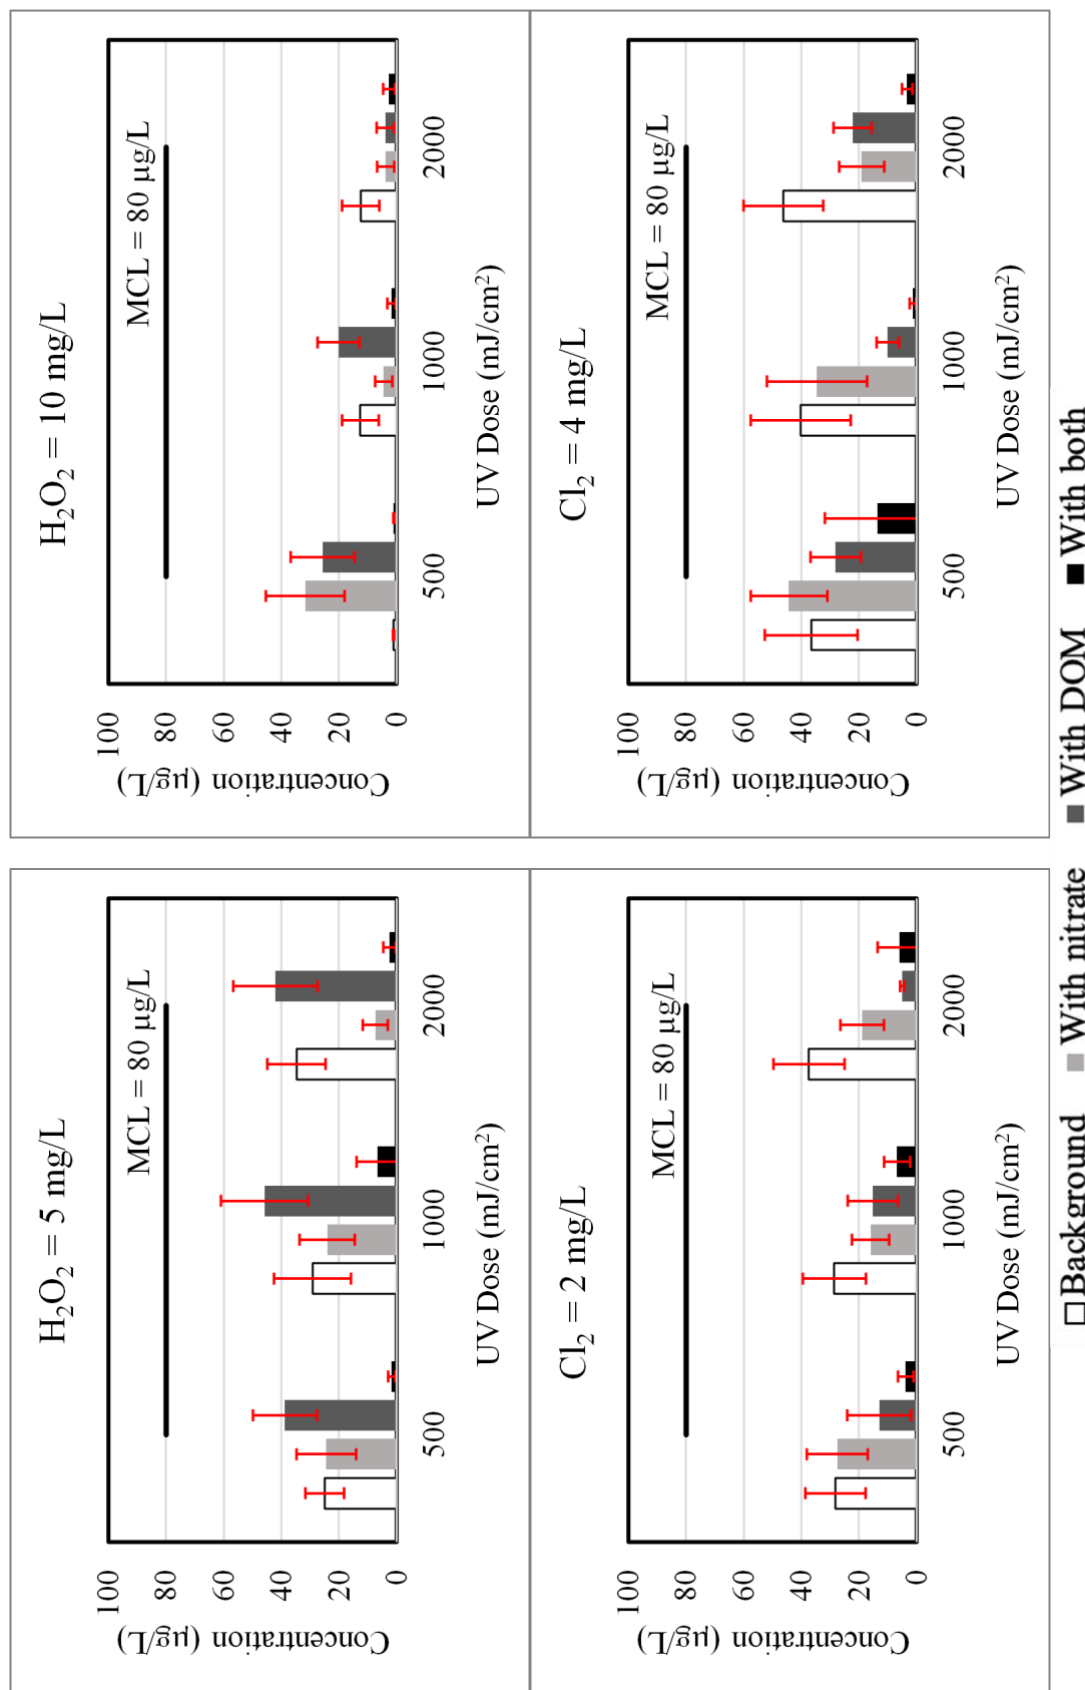 H₂O₂ = 5 mg/L
MCL = 80 µg/L
Concentration (µg/L)
100
80
60
40
20
0
500 1000 2000
UV Dose (mJ/cm²)
H₂O₂ = 10 mg/L
MCL = 80 µg/L
Concentration (µg/L)
100
80
60
40
20
0
500 1000 2000
UV Dose (mJ/cm²)
Cl₂ = 2 mg/L
MCL = 80 µg/L
Concentration (µg/L)
100
80
60
40
20
0
500 1000 2000
UV Dose (mJ/cm²)
Cl₂ = 4 mg/L
MCL = 80 µg/L
Concentration (µg/L)
100
80
60
40
20
0
500 1000 2000
UV Dose (mJ/cm²)
Background With nitrate With DOM With both